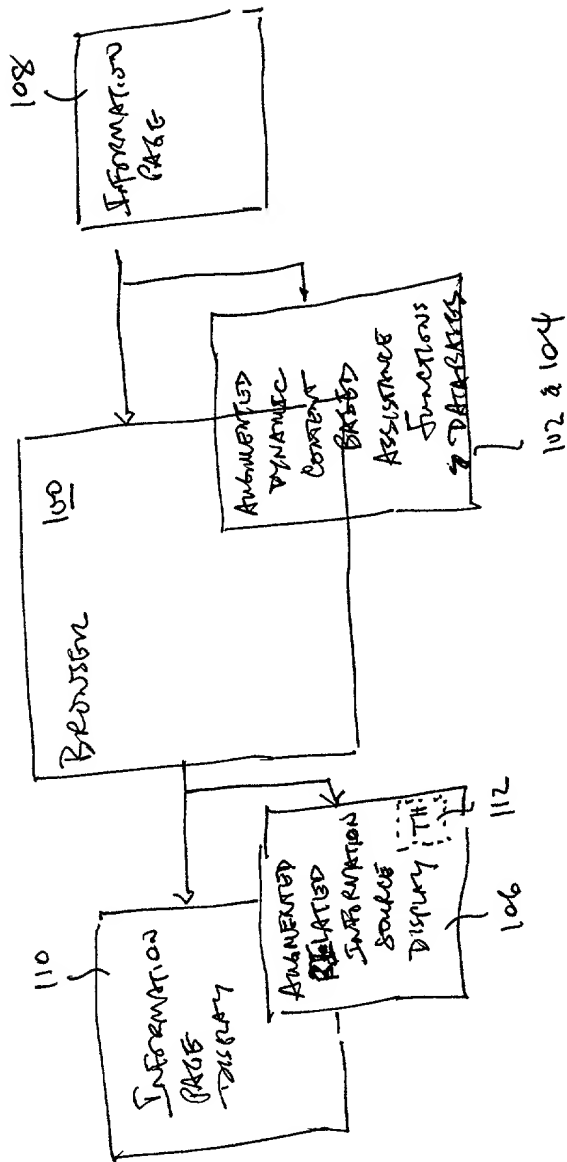 108
INFORMATION
PAGE
BROWSER
100
AUGMENTED
DYNAMIC
CONTENT
BASED
ASSISTANCE
FUNCTIONS
& DATABASES
102 & 104
110
INFORMATION
PAGE
DISPLAY
AUGMENTED
RELATED
INFORMATION
SOURCE
DISPLAY
TH
112
106